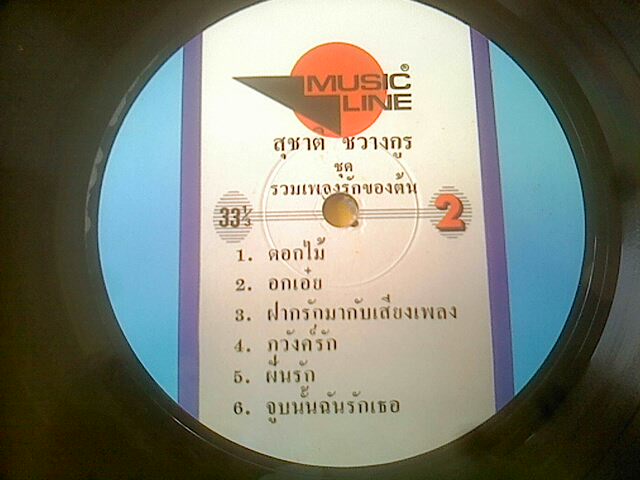 MUSIC ®
LINE
สุชาติ ชวางกูร
ชุด
รวมเพลงรักของต้น
33⅓ 2
1. ดอกไม้
2. อกเอ๋ย
3. ฝากรักมากับเสียงเพลง
4. ภวังค์รัก
5. ฝันรัก
6. จูบนั้นฉันรักเธอ